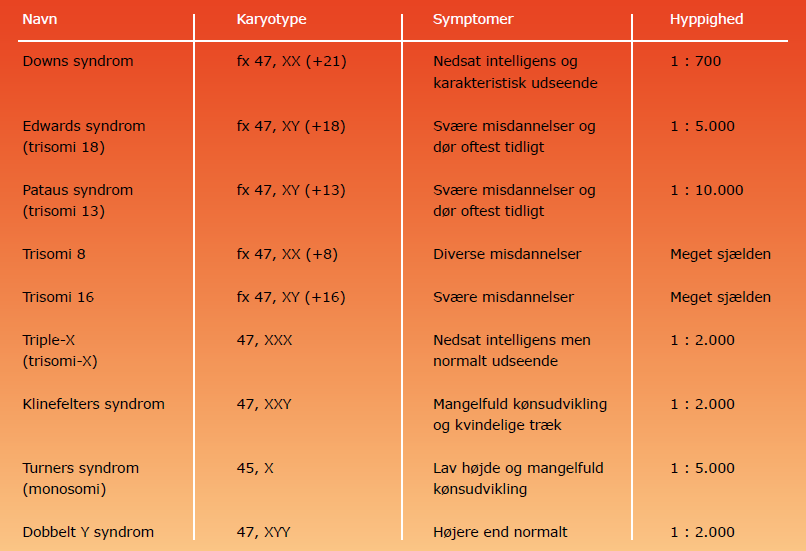 Navn Karyotype Symptomer Hyppighed
Downs syndrom fx 47, XX (+21) Nedsat intelligens og 1 : 700
karakteristisk udseende
Edwards syndrom fx 47, XY (+18) Svære misdannelser og 1 : 5.000
(trisomi 18) dør oftest tidligt
Pataus syndrom fx 47, XY (+13) Svære misdannelser og 1 : 10.000
(trisomi 13) dør oftest tidligt
Trisomi 8 fx 47, XX (+8) Diverse misdannelser Meget sjælden
Trisomi 16 fx 47, XY (+16) Svære misdannelser Meget sjælden
Triple-X 47, XXX Nedsat intelligens men 1 : 2.000
(trisomi-X) normalt udseende
Klinefelters syndrom 47, XXY Mangelfuld kønsudvikling 1 : 2.000
og kvindelige træk
Turners syndrom 45, X Lav højde og mangelfuld 1 : 5.000
(monosomi) kønsudvikling
Dobbelt Y syndrom 47, XYY Højere end normalt 1 : 2.000